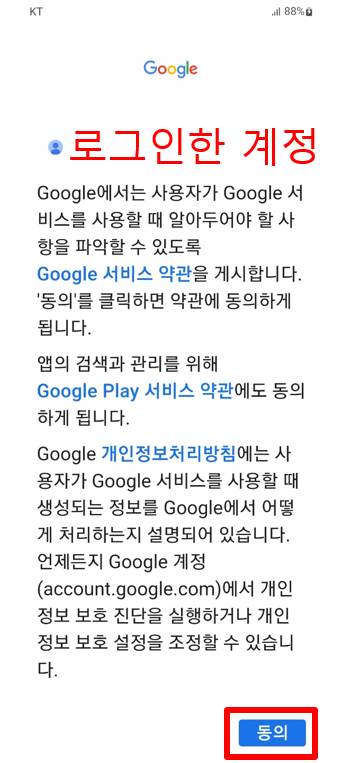 KT
88%
Google
로그인한 계정
Google에서는 사용자가 Google 서
비스를 사용할 때 알아두어야 할 사
항을 파악할 수 있도록
Google 서비스 약관을 게시합니다.
'동의'를 클릭하면 약관에 동의하게
됩니다.
앱의 검색과 관리를 위해
Google Play 서비스 약관에도 동의
하게 됩니다.
Google 개인정보처리방침에는 사
용자가 Google 서비스를 사용할 때
생성되는 정보를 Google에서 어떻
게 처리하는지 설명되어 있습니다.
언제든지 Google 계정
(account.google.com)에서 개인
정보 보호 진단을 실행하거나 개인
정보 보호 설정을 조정할 수 있습니
다.
동의